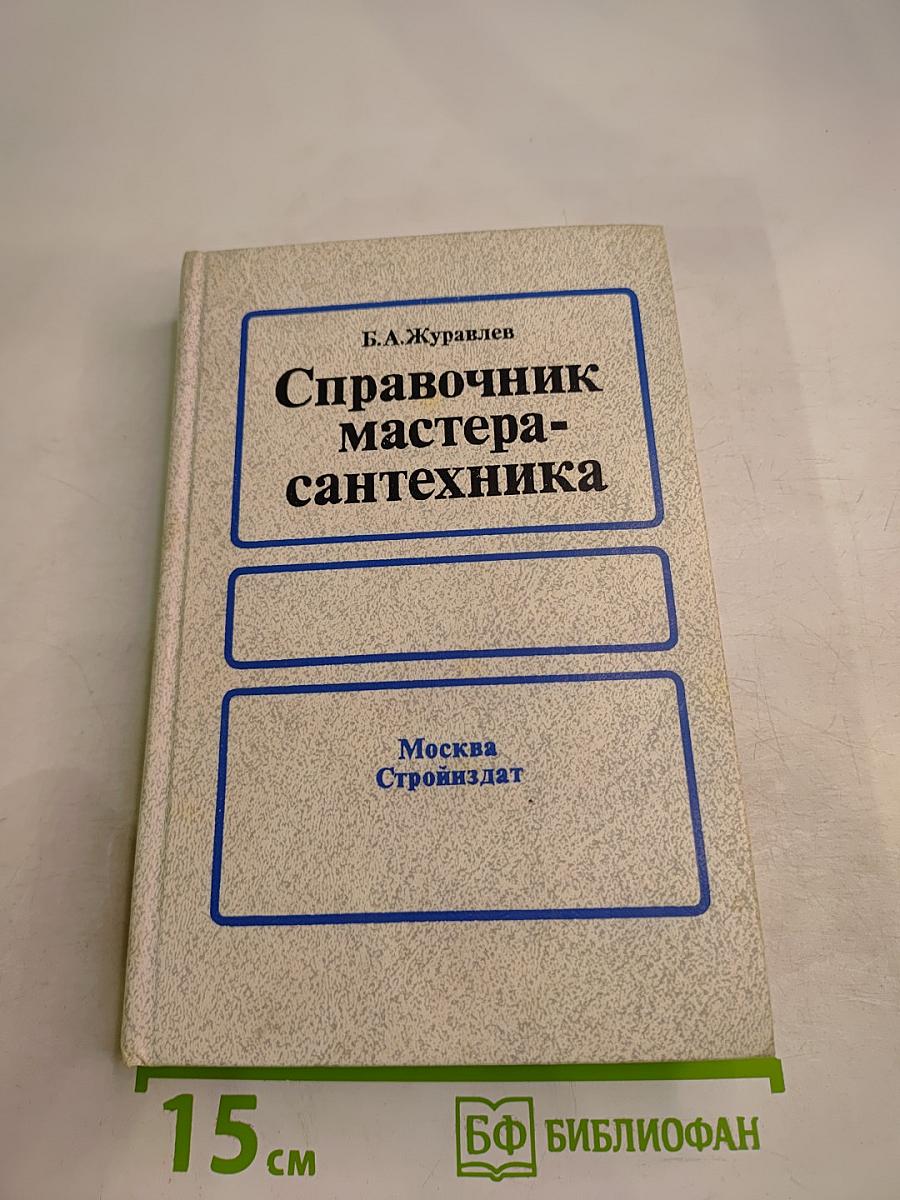 Б.А.Журавлев
Справочник
мастера-
сантехника
Москва
Стройиздат
15 см
БФ БИБЛИОФАН